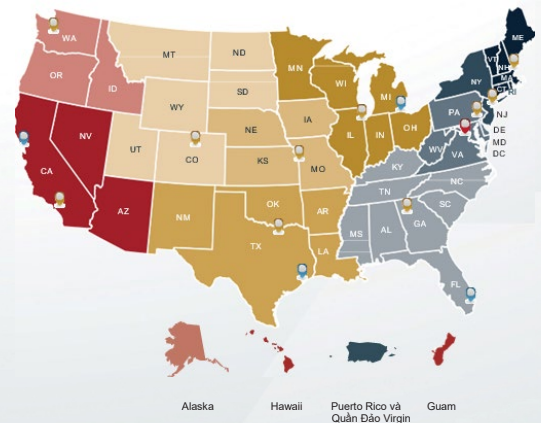 WA
MT
ND
MN
ME
VT
NH
MA
CT
RI
OR
ID
SD
WI
MI
NY
WY
IA
PA
NJ
NE
OH
DE
NV
UT
CO
IL
IN
WV
VA
MD
DC
CA
KS
MO
KY
NC
TN
AZ
NM
OK
AR
SC
TX
LA
MS
AL
GA
FL
Alaska
Hawaii
Puerto Rico và
Quần Đảo Virgin
Guam